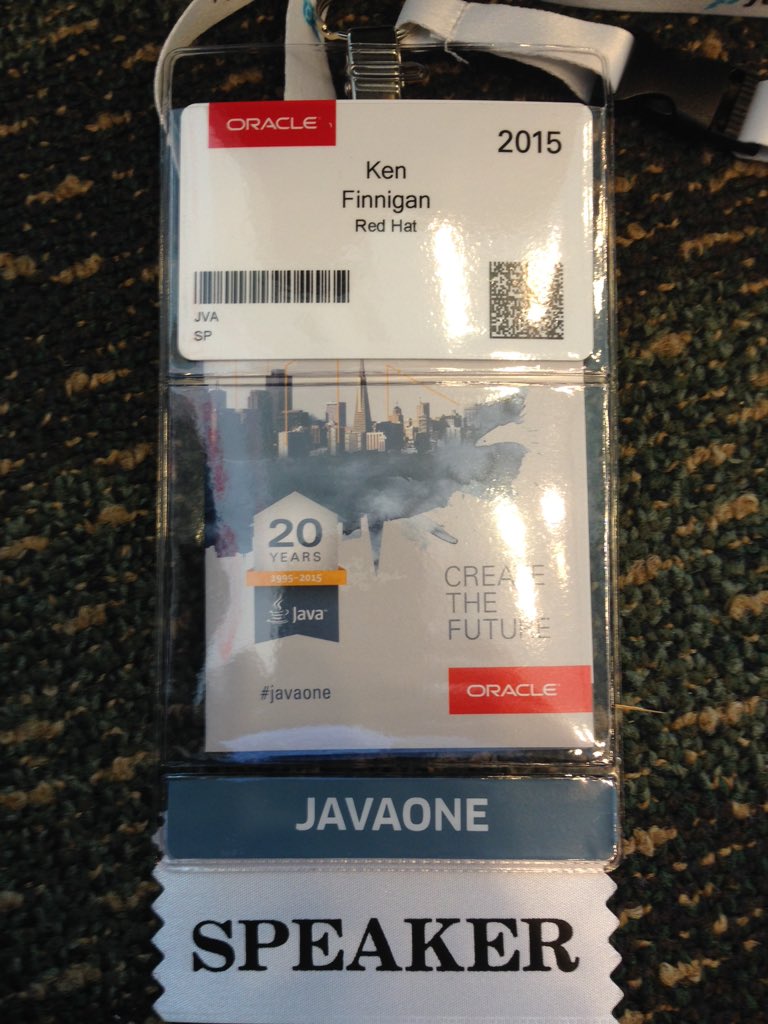 ORACLE
2015
Ken
Finnigan
Red Hat
JVA
SP
20
YEARS
1995-2015
Java™
CREATE
THE
FUTURE
#javaone
ORACLE
JAVAONE
SPEAKER